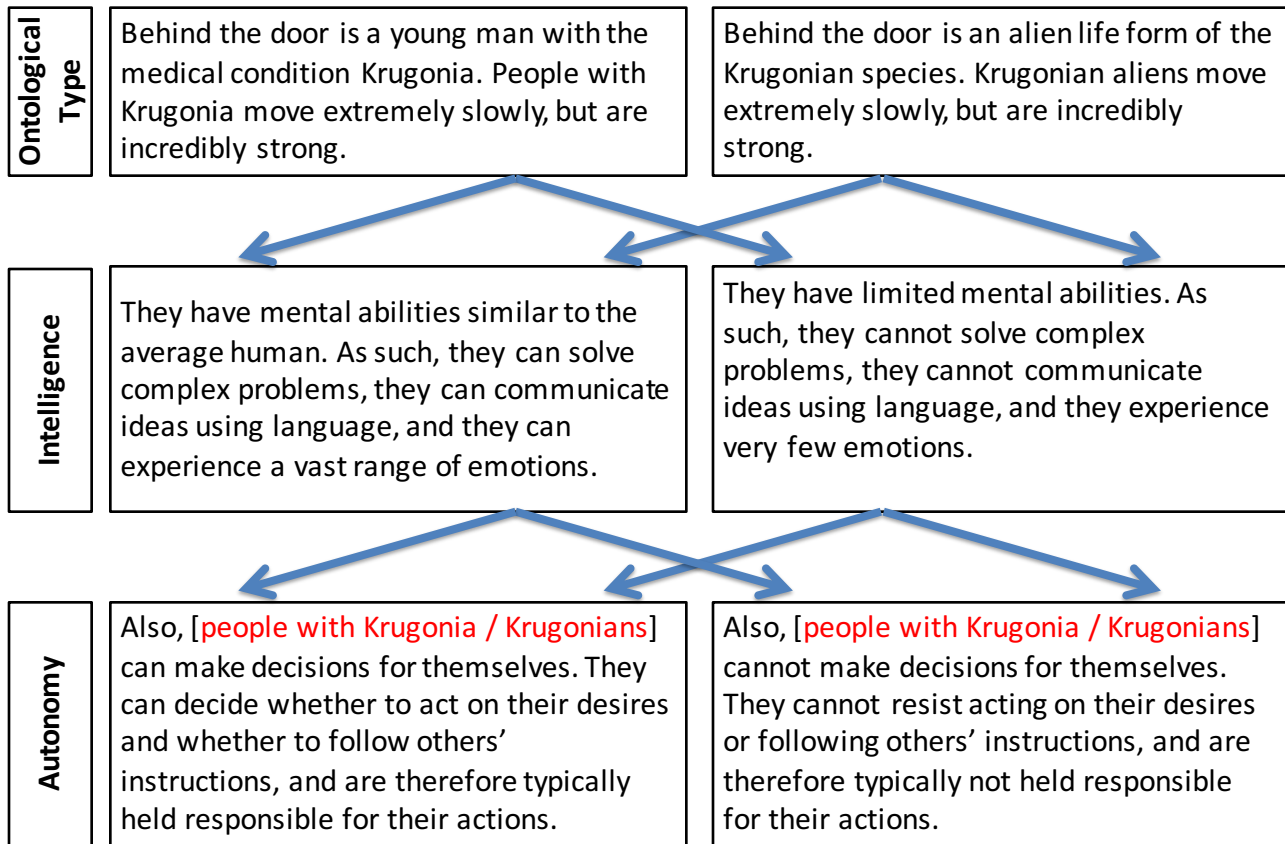 Ontological
Type
Behind the door is a young man with the
medical condition Krugonia. People with
Krugonia move extremely slowly, but are
incredibly strong.
Behind the door is an alien life form of the
Krugonian species. Krugonian aliens move
extremely slowly, but are incredibly
strong.
Intelligence
They have mental abilities similar to the
average human. As such, they can solve
complex problems, they can communicate
ideas using language, and they can
experience a vast range of emotions.
They have limited mental abilities. As
such, they cannot solve complex
problems, they cannot communicate
ideas using language, and they experience
very few emotions.
Autonomy
Also, [people with Krugonia / Krugonians]
can make decisions for themselves. They
can decide whether to act on their desires
and whether to follow others’
instructions, and are therefore typically
held responsible for their actions.
Also, [people with Krugonia / Krugonians]
cannot make decisions for themselves.
They cannot resist acting on their desires
or following others’ instructions, and are
therefore typically not held responsible
for their actions.